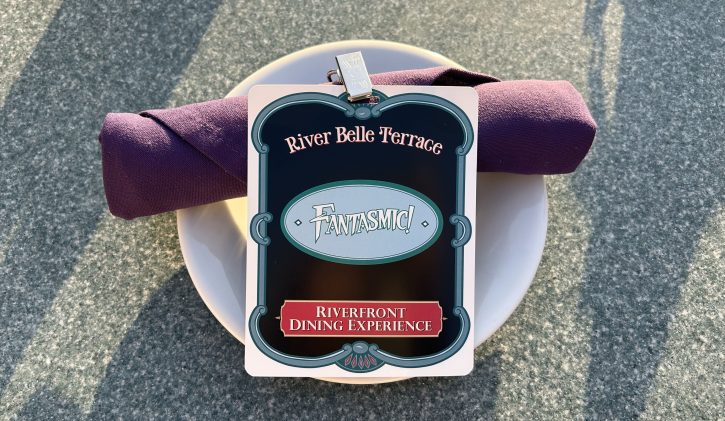 River Belle Terrace
FANTASMIC!
RIVERFRONT
DINING EXPERIENCE